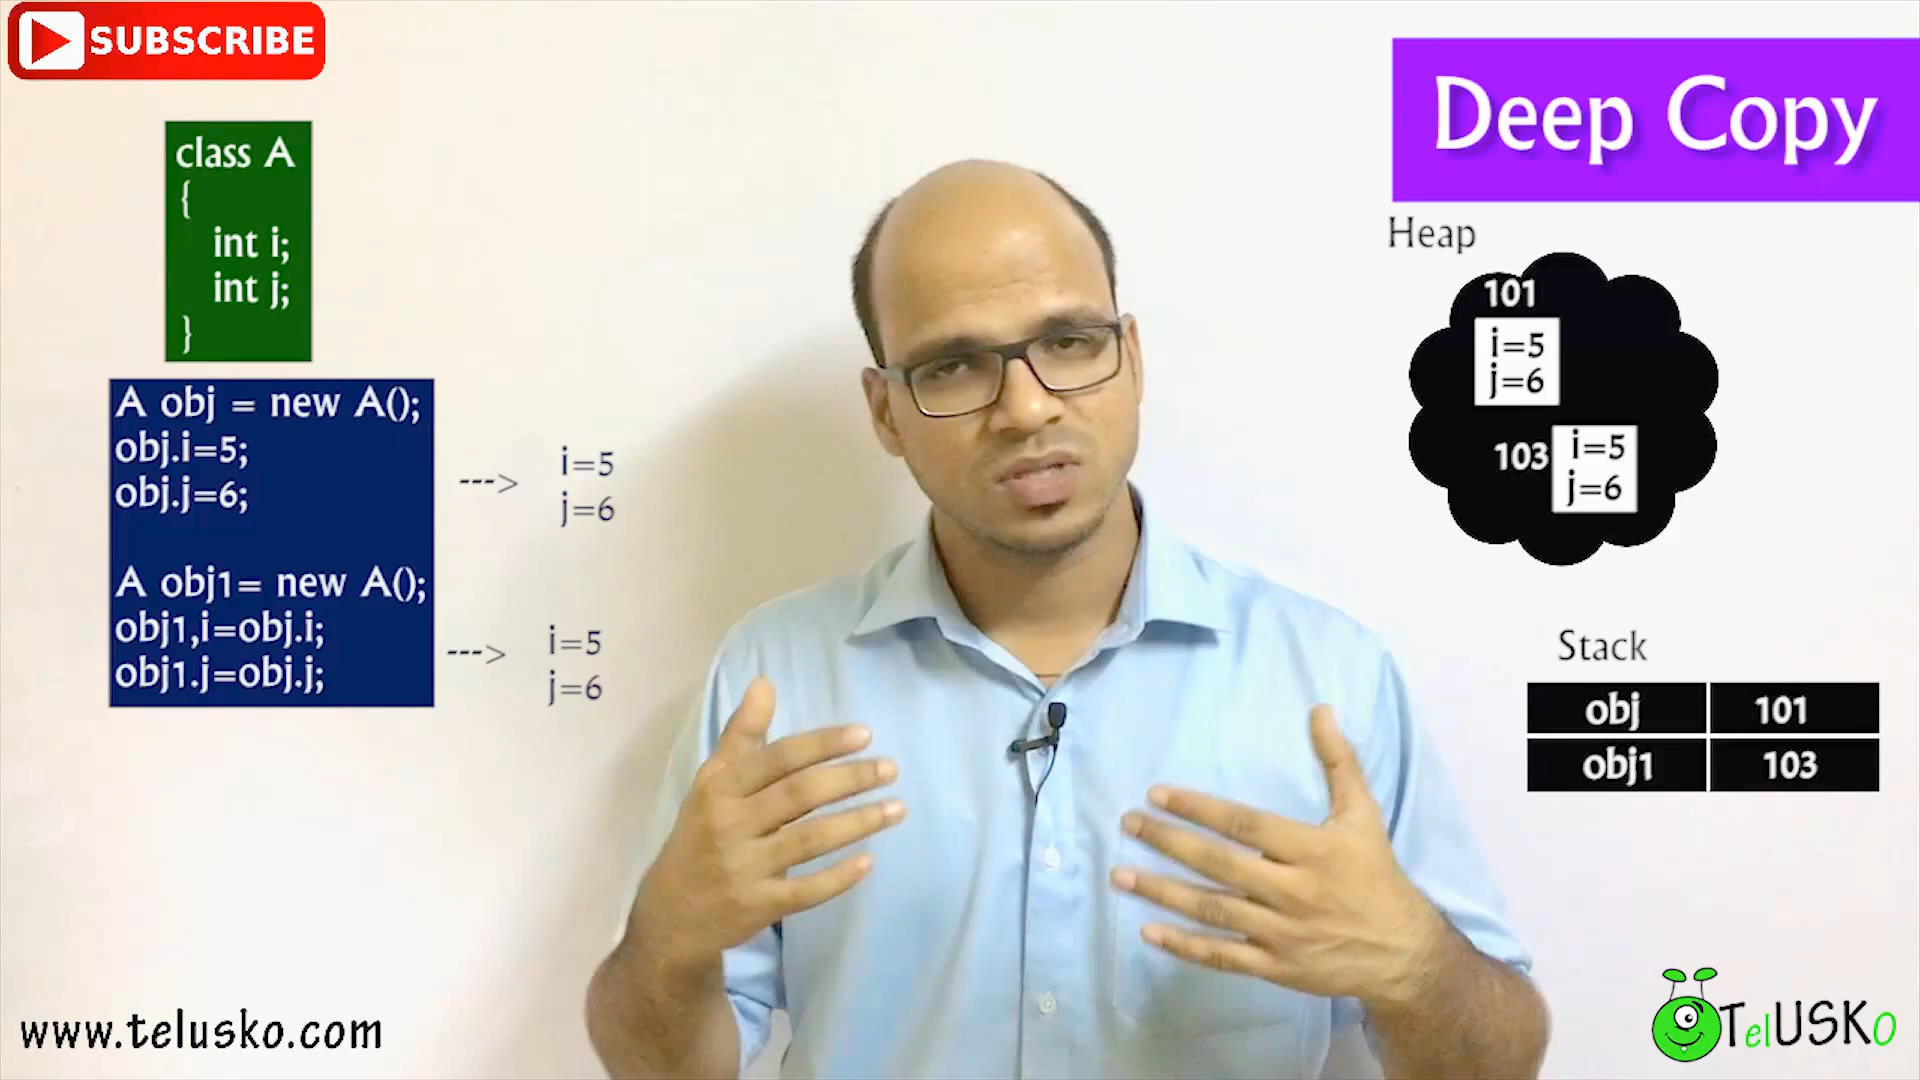 SUBSCRIBE
Deep Copy
class A
{
int i;
int j;
}
A obj = new A();
obj.i=5;
obj.j=6;
A obj1= new A();
obj1,i=obj.i;
obj1.j=obj.j;
---> i=5
j=6
---> i=5
j=6
Heap
101
i=5
j=6
103
i=5
j=6
Stack
obj 101
obj1 103
www.telusko.com
TelUSKO